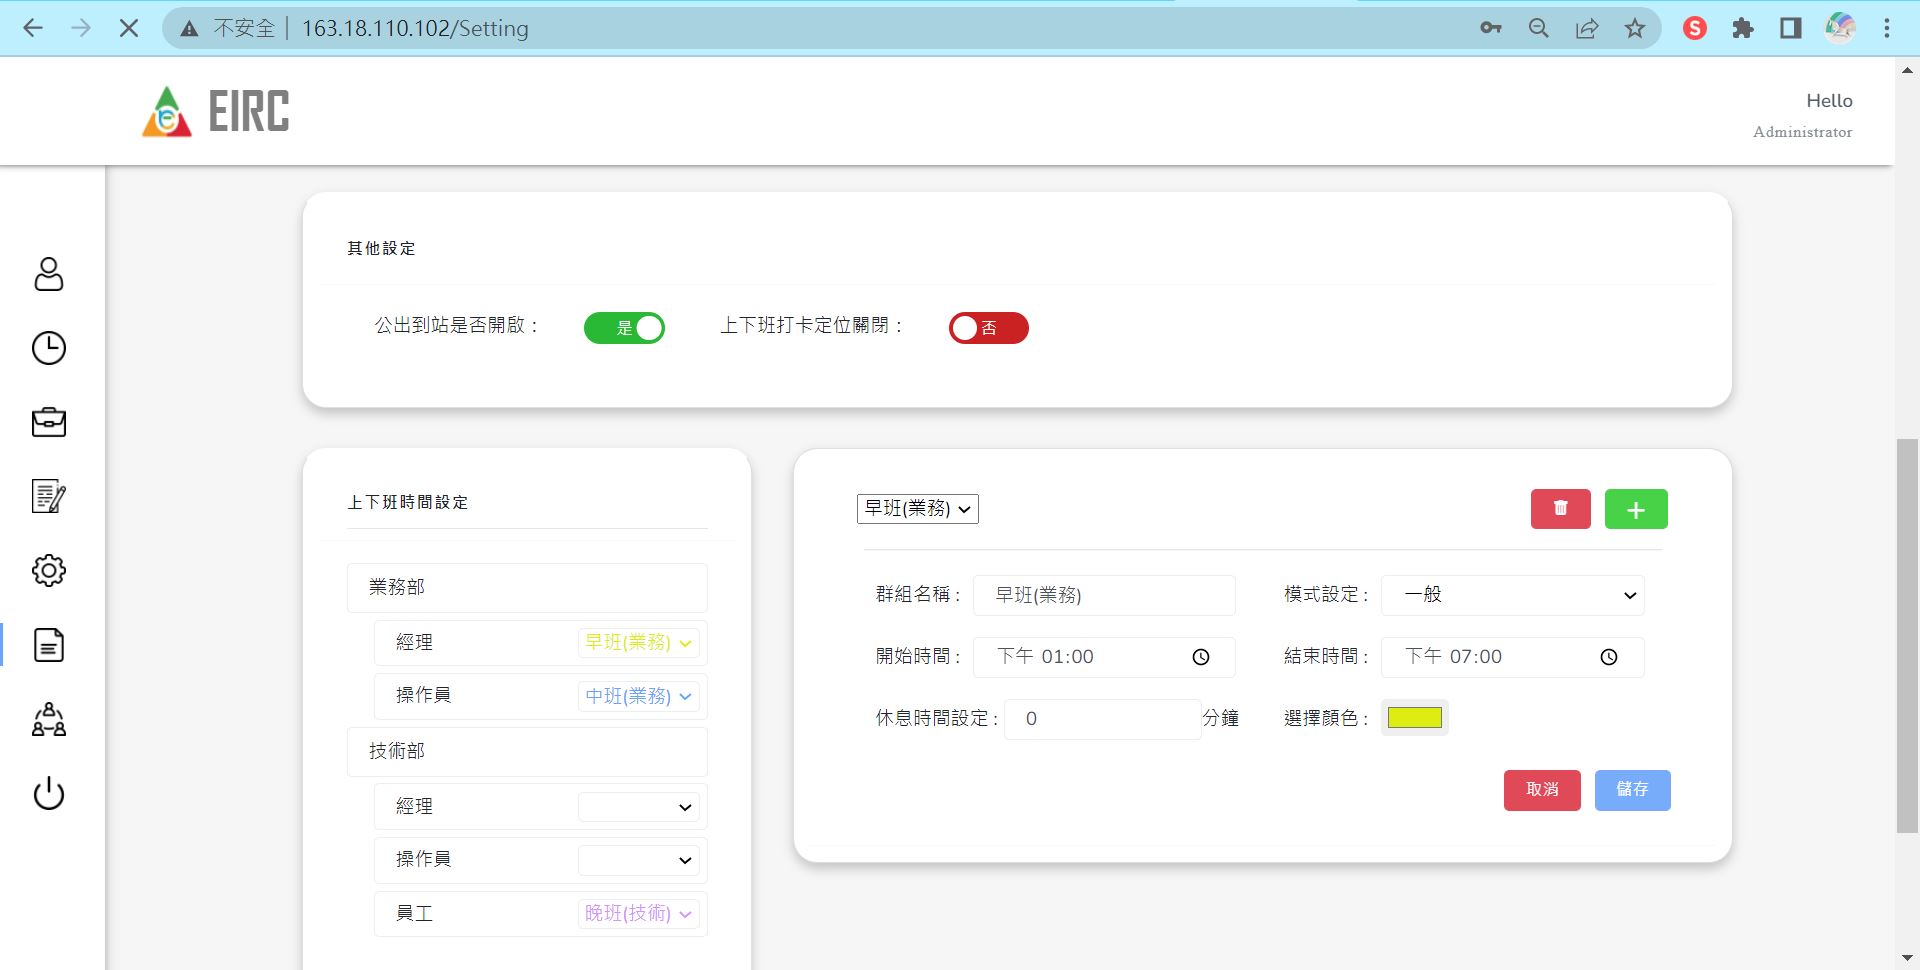 不安全 | 163.18.110.102/Setting
S
e EIRC
Hello
Administrator
其他設定
公出到站是否開啟：
是
上下班打卡定位關閉：
否
上下班時間設定
業務部
經理
早班(業務)
操作員
中班(業務)
技術部
經理
操作員
員工
晚班(技術)
早班(業務)
群組名稱： 早班(業務)
模式設定： 一般
開始時間： 下午 01:00
結束時間： 下午 07:00
休息時間設定： 0 分鐘
選擇顏色：
取消
儲存